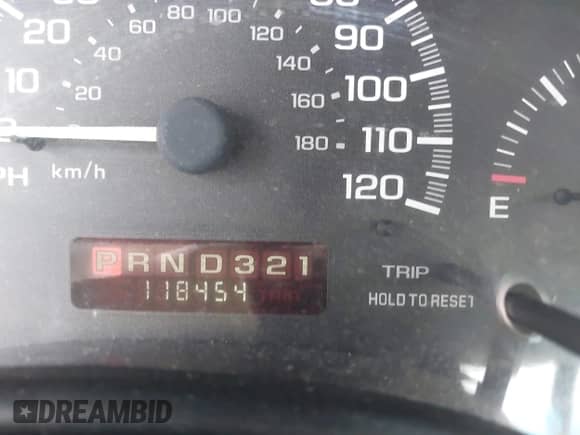 20 60 80 100 120 90
10 40 140 100
20 160 110
MPH km/h 180 120
E
PRND321
118454
TRIP
HOLD TO RESET
DREAMBID